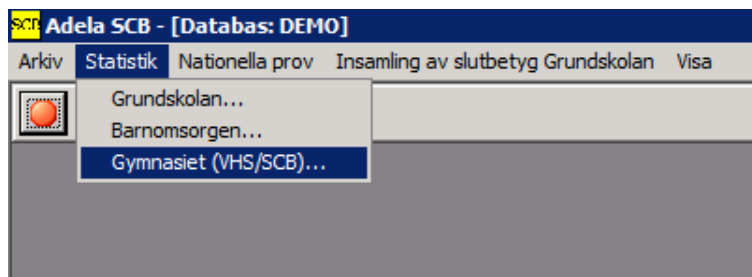 SCB Adela SCB - [Databas: DEMO]
Arkiv Statistik Nationella prov Insamling av slutbetyg Grundskolan Visa
Grundskolan...
Barnomsorgen...
Gymnasiet (VHS/SCB)...